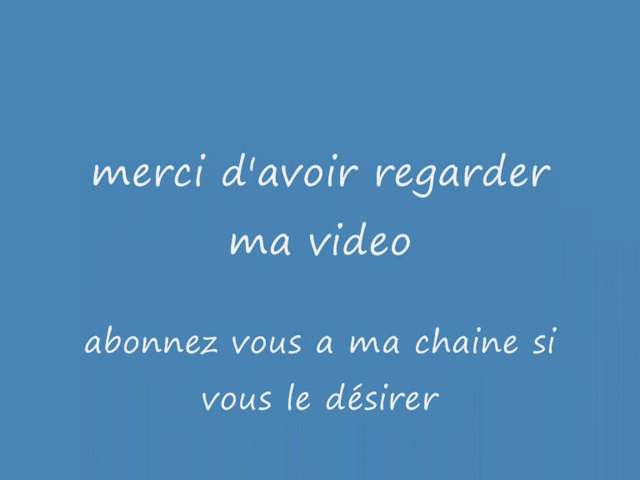 merci d'avoir regarder
ma video
abonnez vous a ma chaine si
vous le désirer